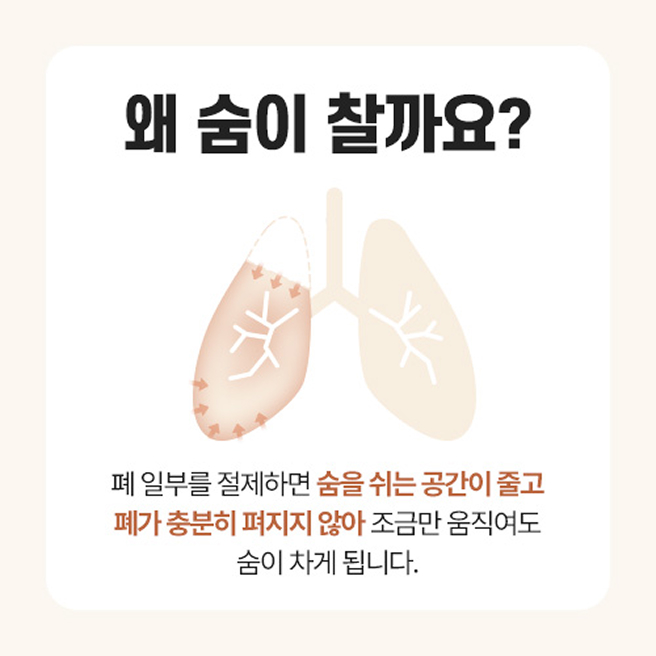 왜 숨이 찰까요?
폐 일부를 절제하면 숨을 쉬는 공간이 줄고
폐가 충분히 펴지지 않아 조금만 움직여도
숨이 차게 됩니다.